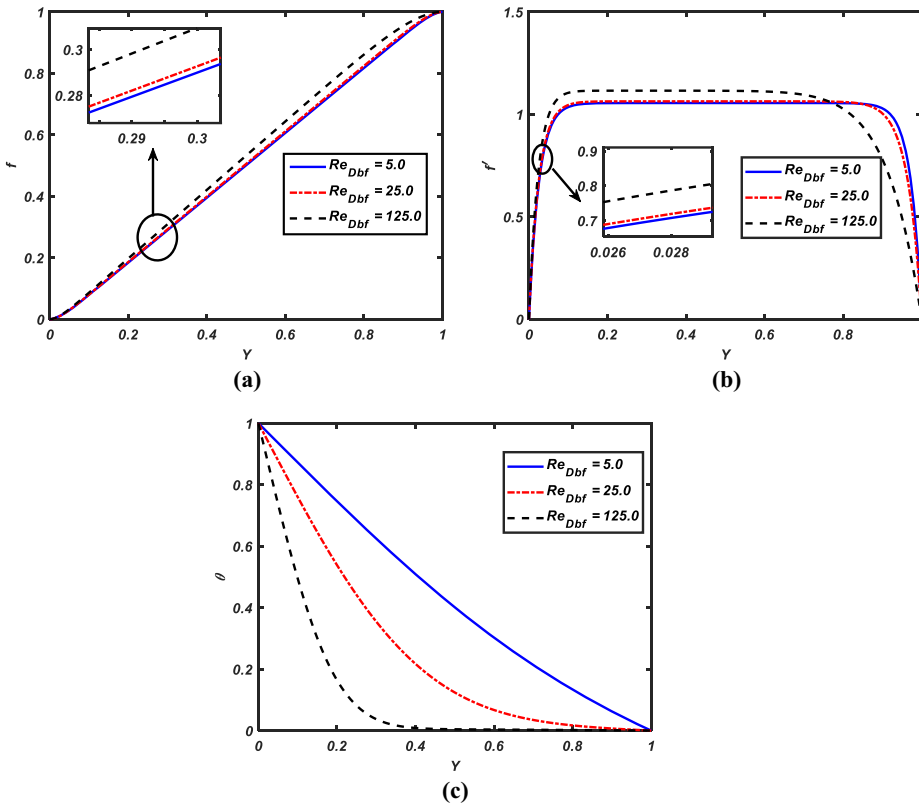 1
0.8
0.6
0.4
0.2
0
f
0.3
0.28
0.29
0.3
Re_Dbf = 5.0
Re_Dbf = 25.0
Re_Dbf = 125.0
0 0.2 0.4 0.6 0.8 1
Y
(a)
1.5
1.0
0.5
0
f'
0.9
0.8
0.7
0.026 0.028
Re_Dbf = 5.0
Re_Dbf = 25.0
Re_Dbf = 125.0
0 0.2 0.4 0.6 0.8
Y
(b)
1
0.8
0.6
0.4
0.2
0
θ
Re_Dbf = 5.0
Re_Dbf = 25.0
Re_Dbf = 125.0
0 0.2 0.4 0.6 0.8 1
Y
(c)